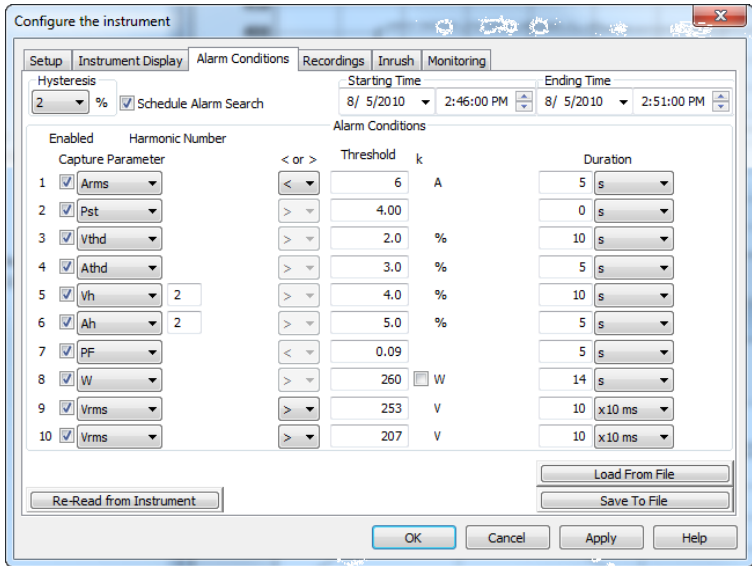 Configure the instrument
x
Setup Instrument Display Alarm Conditions Recordings Inrush Monitoring
Hysteresis Starting Time Ending Time
2 % Schedule Alarm Search 8/ 5/2010 2:46:00 PM 8/ 5/2010 2:51:00 PM
Alarm Conditions
Enabled Harmonic Number
Capture Parameter < or > Threshold k Duration
1 Arms < 6 A 5 s
2 Pst > 4.00 0 s
3 Vthd > 2.0 % 10 s
4 Athd > 3.0 % 5 s
5 Vh 2 > 4.0 % 10 s
6 Ah 2 > 5.0 % 5 s
7 PF < 0.09 5 s
8 W > 260 W 14 s
9 Vrms > 253 V 10 x10 ms
10 Vrms > 207 V 10 x10 ms
Load From File
Re-Read from Instrument Save To File
OK Cancel Apply Help